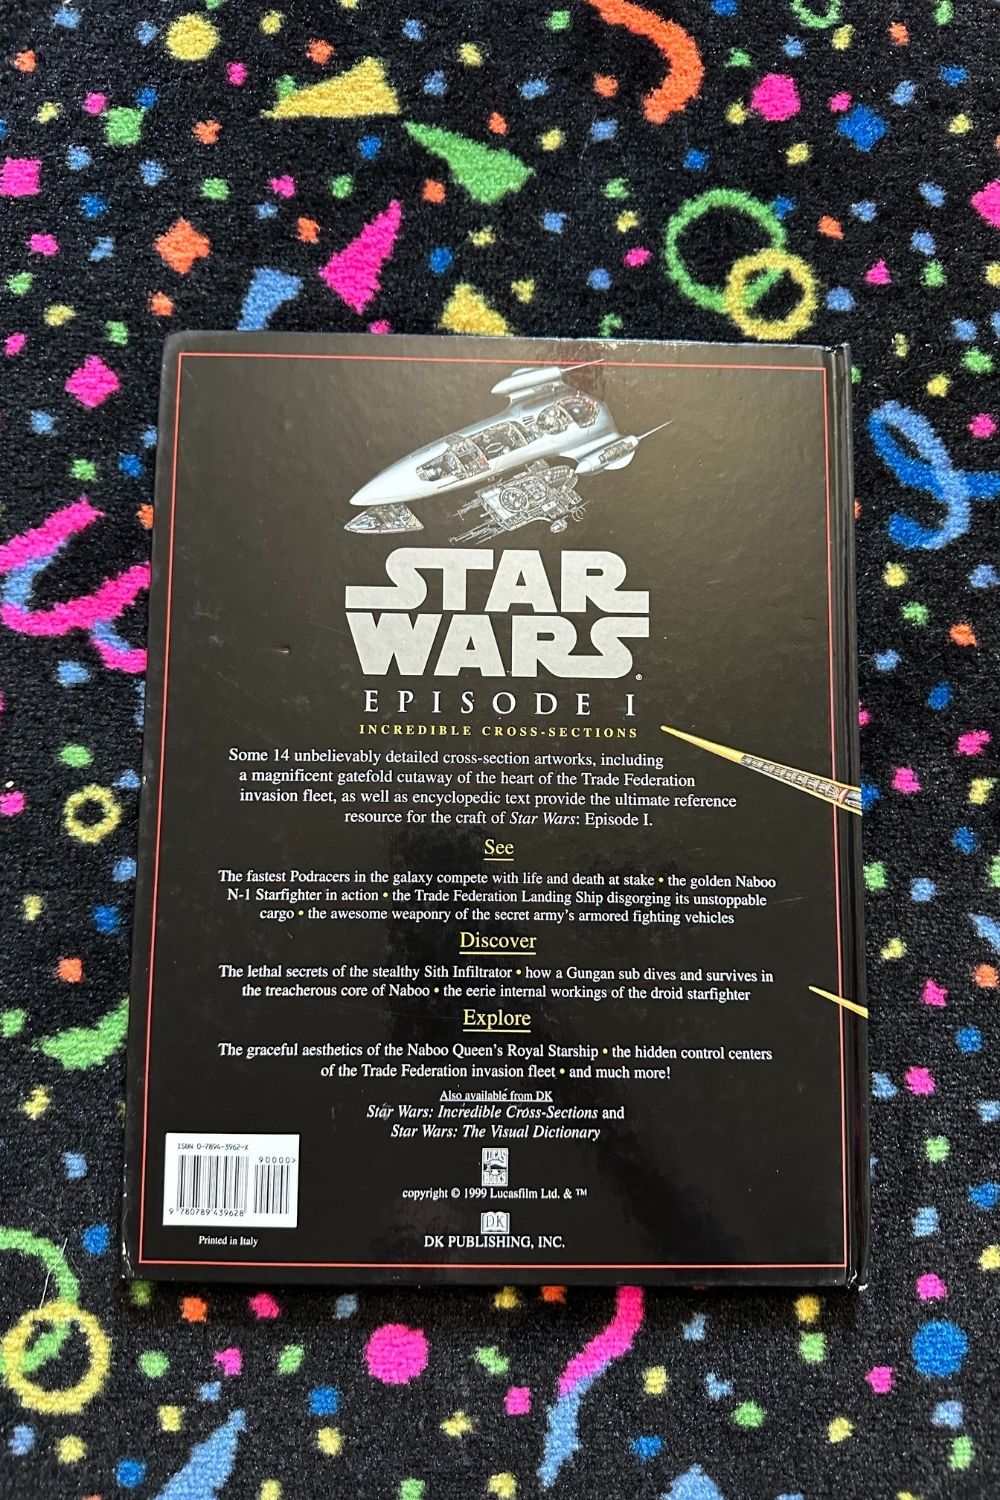 STAR
WARS
EPISODE I
INCREDIBLE CROSS-SECTIONS
Some 14 unbelievably detailed cross-section artworks, including
a magnificent gatefold cutaway of the heart of the Trade Federation
invasion fleet, as well as encyclopedic text provide the ultimate reference
resource for the craft of Star Wars: Episode I.
See
The fastest Podracers in the galaxy compete with life and death at stake • the golden Naboo
N-1 Starfighter in action • the Trade Federation Landing Ship disgorging its unstoppable
cargo • the awesome weaponry of the secret army's armored fighting vehicles
Discover
The lethal secrets of the stealthy Sith Infiltrator • how a Gungan sub dives and survives in
the treacherous core of Naboo • the eerie internal workings of the droid starfighter
Explore
The graceful aesthetics of the Naboo Queen's Royal Starship • the hidden control centers
of the Trade Federation invasion fleet • and much more!
Also available from DK
Star Wars: Incredible Cross-Sections and
Star Wars: The Visual Dictionary
LUCAS
BOOKS
copyright © 1999 Lucasfilm Ltd. & ™
DK
DK PUBLISHING, INC.
ISBN 0-7894-3962-X
90000>
9 780789 439628
Printed in Italy